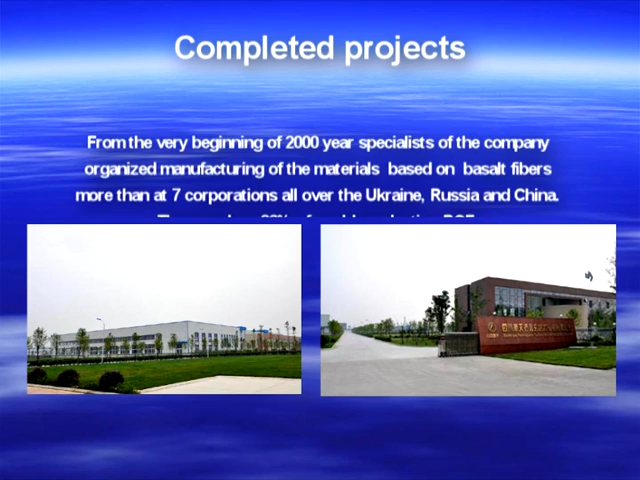 Completed projects
From the very beginning of 2000 year specialists of the company
organized manufacturing of the materials based on basalt fibers
more than at 7 corporations all over the Ukraine, Russia and China.